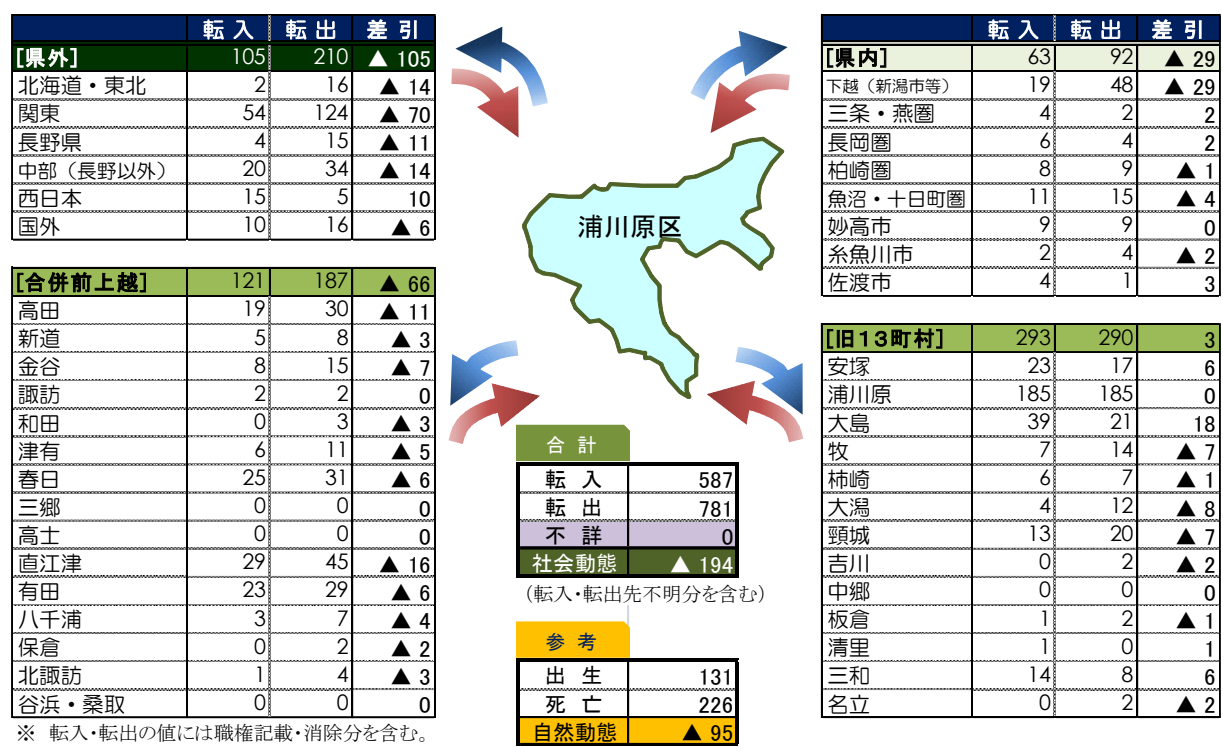 転 入 転 出 差 引
[県外] 105 210 ▲ 105
北海道・東北 2 16 ▲ 14
関東 54 124 ▲ 70
長野県 4 15 ▲ 11
中部（長野以外） 20 34 ▲ 14
西日本 15 5 10
国外 10 16 ▲ 6
[合併前上越] 121 187 ▲ 66
高田 19 30 ▲ 11
新道 5 8 ▲ 3
金谷 8 15 ▲ 7
諏訪 2 2 0
和田 0 3 ▲ 3
津有 6 11 ▲ 5
春日 25 31 ▲ 6
三郷 0 0 0
高士 0 0 0
直江津 29 45 ▲ 16
有田 23 29 ▲ 6
八千浦 3 7 ▲ 4
保倉 0 2 ▲ 2
北諏訪 1 4 ▲ 3
谷浜・桑取 0 0 0
※ 転入・転出の値には職権記載・消除分を含む。
浦川原区
合 計
転 入 587
転 出 781
不 詳 0
社会動態 ▲ 194
（転入・転出先不明分を含む）
参 考
出 生 131
死 亡 226
自然動態 ▲ 95
転 入 転 出 差 引
[県内] 63 92 ▲ 29
下越（新潟市等） 19 48 ▲ 29
三条・燕圏 4 2 2
長岡圏 6 4 2
柏崎圏 8 9 ▲ 1
魚沼・十日町圏 11 15 ▲ 4
妙高市 9 9 0
糸魚川市 2 4 ▲ 2
佐渡市 4 1 3
[旧13町村] 293 290 3
安塚 23 17 6
浦川原 185 185 0
大島 39 21 18
牧 7 14 ▲ 7
柿崎 6 7 ▲ 1
大潟 4 12 ▲ 8
頸城 13 20 ▲ 7
吉川 0 2 ▲ 2
中郷 0 0 0
板倉 1 2 ▲ 1
清里 1 0 1
三和 14 8 6
名立 0 2 ▲ 2